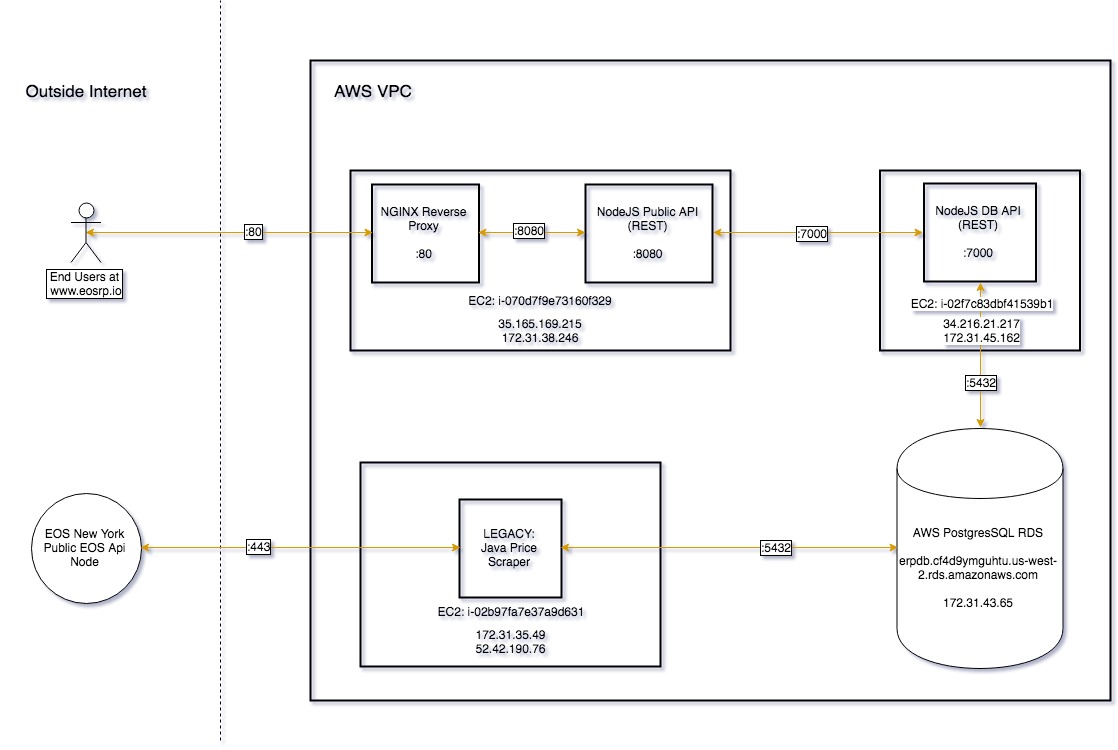 Outside Internet
AWS VPC
End Users at
www.eosrp.io
:80
NGINX Reverse
Proxy
:80
:8080
NodeJS Public API
(REST)
:8080
EC2: i-070d7f9e73160f329
35.165.169.215
172.31.38.246
:7000
NodeJS DB API
(REST)
:7000
EC2: i-02f7c83dbf41539b1
34.216.21.217
172.31.45.162
:5432
EOS New York
Public EOS Api
Node
:443
LEGACY:
Java Price
Scraper
EC2: i-02b97fa7e37a9d631
172.31.35.49
52.42.190.76
:5432
AWS PostgresSQL RDS
erpdb.cf4d9ymguhtu.us-west-
2.rds.amazonaws.com
172.31.43.65